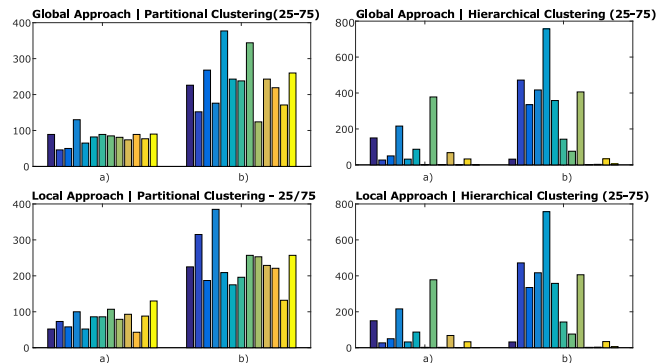 Global Approach | Partitional Clustering(25-75)
400
300
200
100
0
a)
b)
Global Approach | Hierarchical Clustering (25-75)
800
600
400
200
0
a)
b)
Local Approach | Partitional Clustering - 25/75
400
300
200
100
0
a)
b)
Local Approach | Hierarchical Clustering (25-75)
800
600
400
200
0
a)
b)